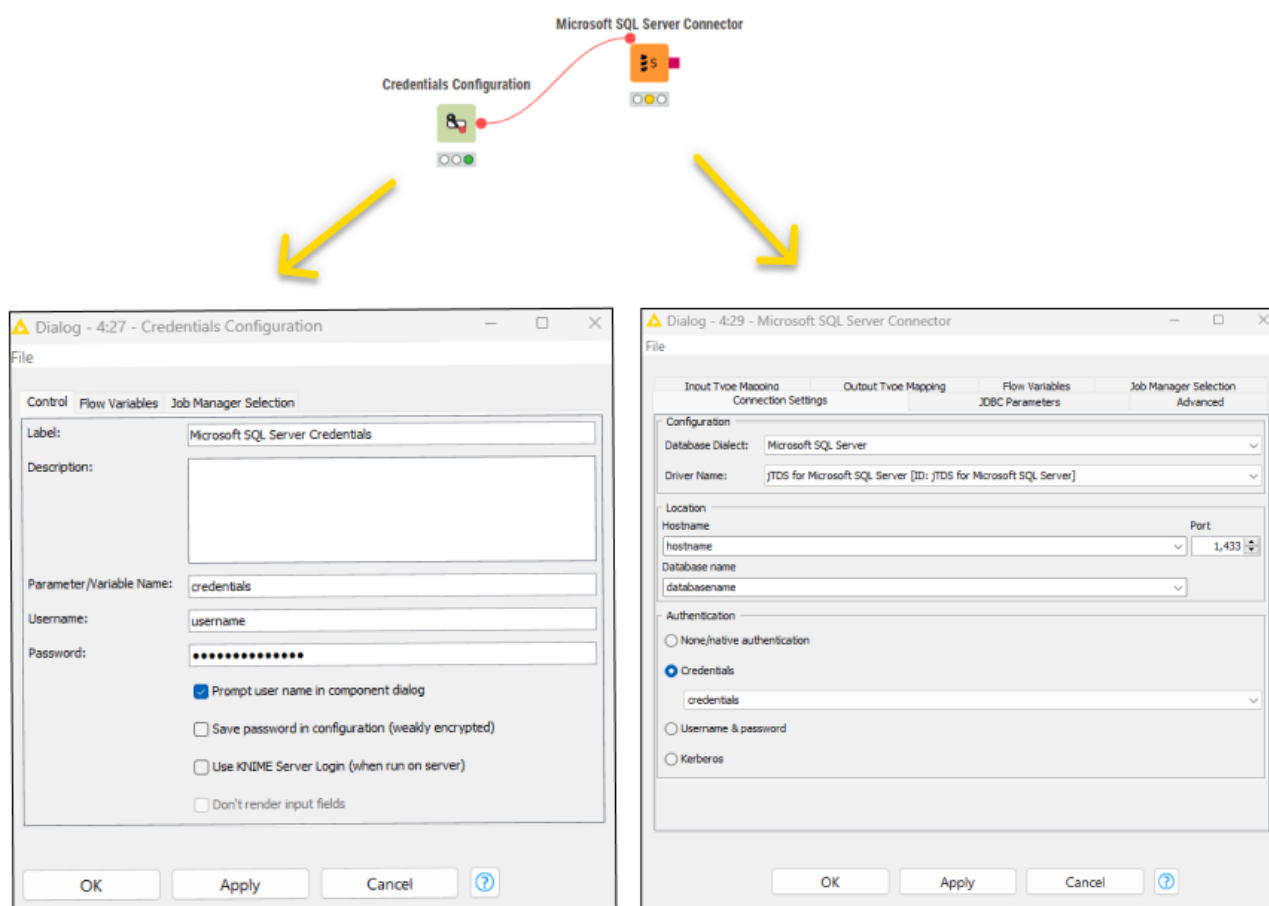 Microsoft SQL Server Connector
S
Credentials Configuration
Dialog - 4:27 - Credentials Configuration
File
Control Flow Variables Job Manager Selection
Label: Microsoft SQL Server Credentials
Description:
Parameter/Variable Name: credentials
Username: username
Password: ••••••••••••••
Prompt user name in component dialog
Save password in configuration (weakly encrypted)
Use KNIME Server Login (when run on server)
Don't render input fields
OK Apply Cancel ?
Dialog - 4:29 - Microsoft SQL Server Connector
File
Input Type Mapping Output Type Mapping Flow Variables Job Manager Selection
Connection Settings JDBC Parameters Advanced
Configuration
Database Dialect: Microsoft SQL Server
Driver Name: jTDS for Microsoft SQL Server [ID: jTDS for Microsoft SQL Server]
Location
Hostname Port
hostname 1,433
Database name
databasename
Authentication
None/native authentication
Credentials
credentials
Username & password
Kerberos
OK Apply Cancel ?